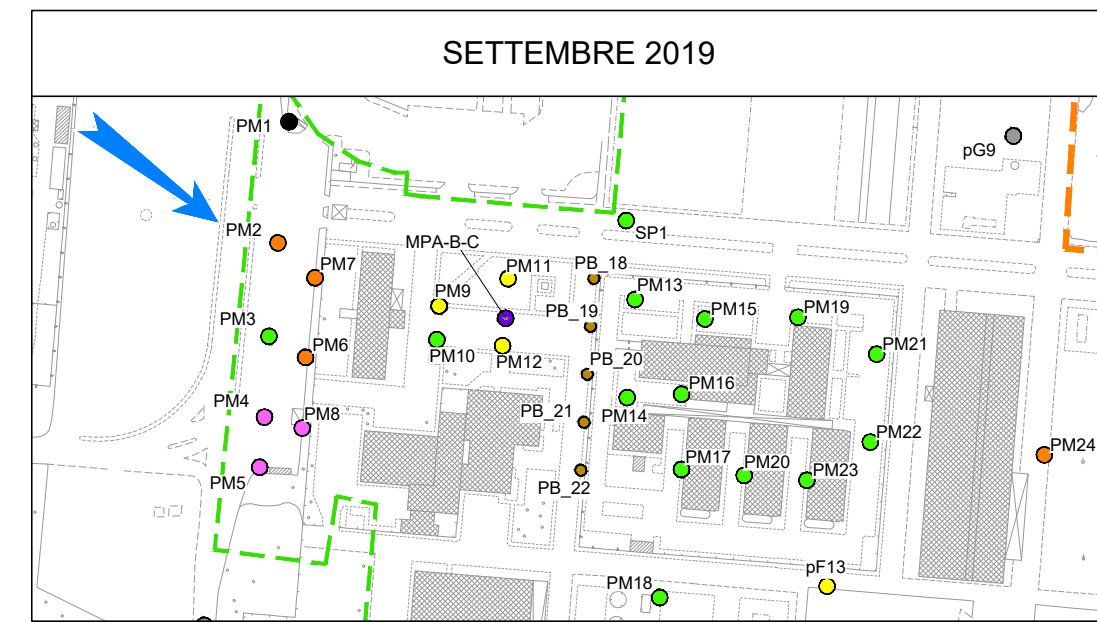 SETTEMBRE 2019
PM1
pG9
PM2
SP1
MPA-B-C
PM7
PM11
PB_18
PM9
PM13
PB_19
PM15
PM19
PM3
PM6
PM10
PM12
PB_20
PM21
PM16
PM4
PM8
PB_21
PM14
PM22
PM24
PM5
PB_22
PM17
PM20
PM23
PM18
pF13